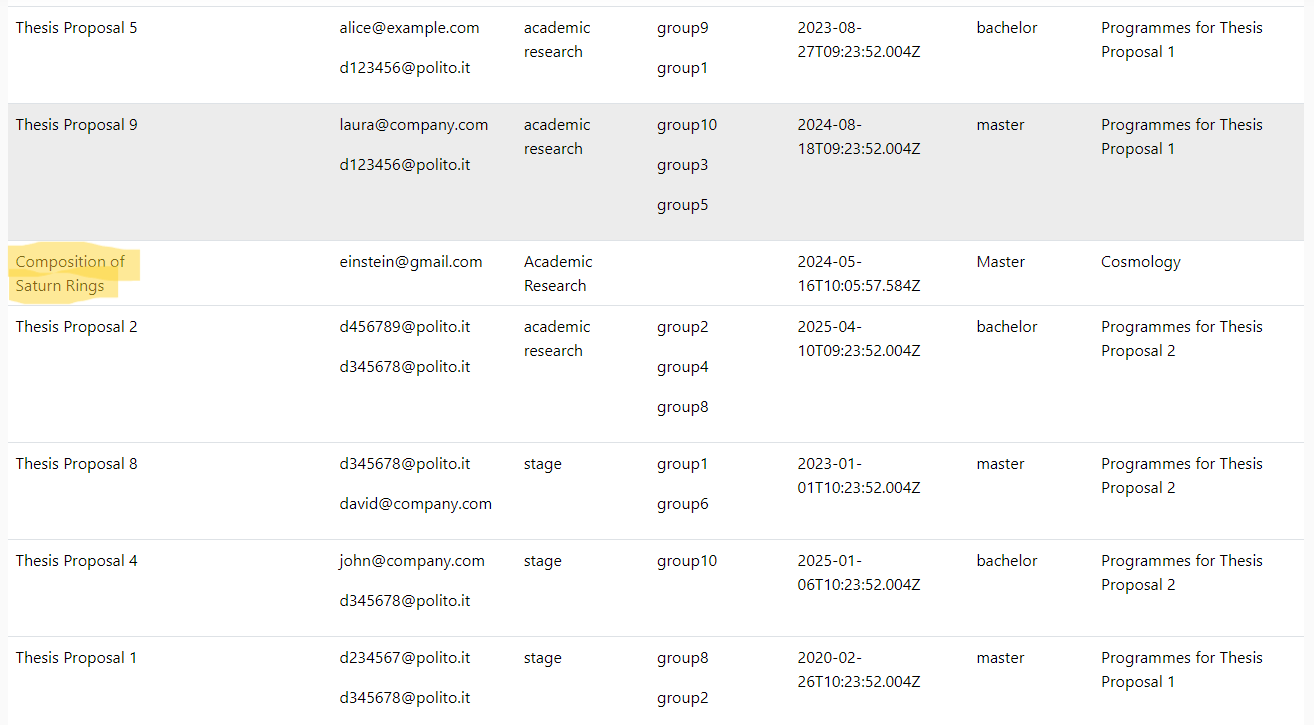 Thesis Proposal 5 alice@example.com academic group9 2023-08- bachelor Programmes for Thesis
research 27T09:23:52.004Z Proposal 1
d123456@polito.it group1
Thesis Proposal 9 laura@company.com academic group10 2024-08- master Programmes for Thesis
research 18T09:23:52.004Z Proposal 1
d123456@polito.it group3
group5
Composition of einstein@gmail.com Academic 2024-05- Master Cosmology
Saturn Rings Research 16T10:05:57.584Z
Thesis Proposal 2 d456789@polito.it academic group2 2025-04- bachelor Programmes for Thesis
research 10T09:23:52.004Z Proposal 2
d345678@polito.it group4
group8
Thesis Proposal 8 d345678@polito.it stage group1 2023-01- master Programmes for Thesis
01T10:23:52.004Z Proposal 2
david@company.com group6
Thesis Proposal 4 john@company.com stage group10 2025-01- bachelor Programmes for Thesis
06T10:23:52.004Z Proposal 2
d345678@polito.it
Thesis Proposal 1 d234567@polito.it stage group8 2020-02- master Programmes for Thesis
26T10:23:52.004Z Proposal 1
d345678@polito.it group2